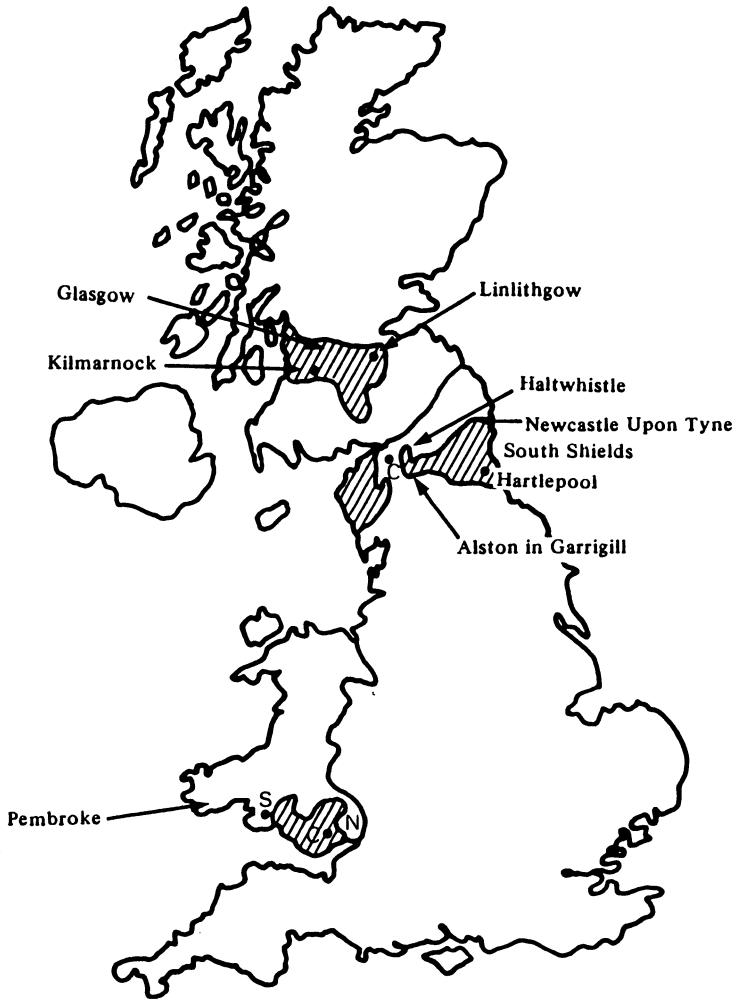 Glasgow
Linlithgow
Kilmarnock
Haltwhistle
Newcastle Upon Tyne
South Shields
C
Hartlepool
Alston in Garrigill
S
Pembroke
C
N